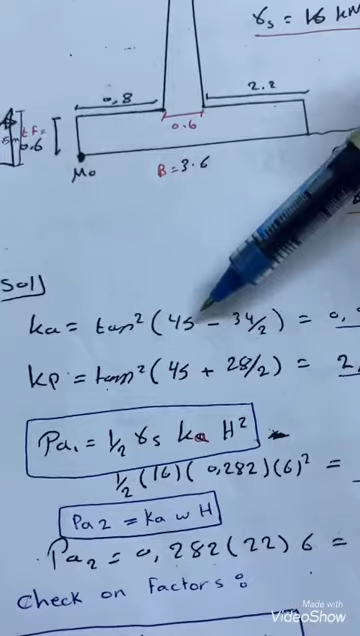 γs = 16 kN
0,8
2.2
0.6
tF=
0.6
B = 3.6
Mo
Sol
ka = tan² (45 - 34/2) = 0,
kp = tan² (45 + 28/2) = 2,
Pa₁ = 1/2 γs ka H²
1/2 (16) (0,282) (6)² =
Pa2 = ka w H
Pa₂ = 0,282 (22) 6 =
Check on Factors :
Made with
VideoShow